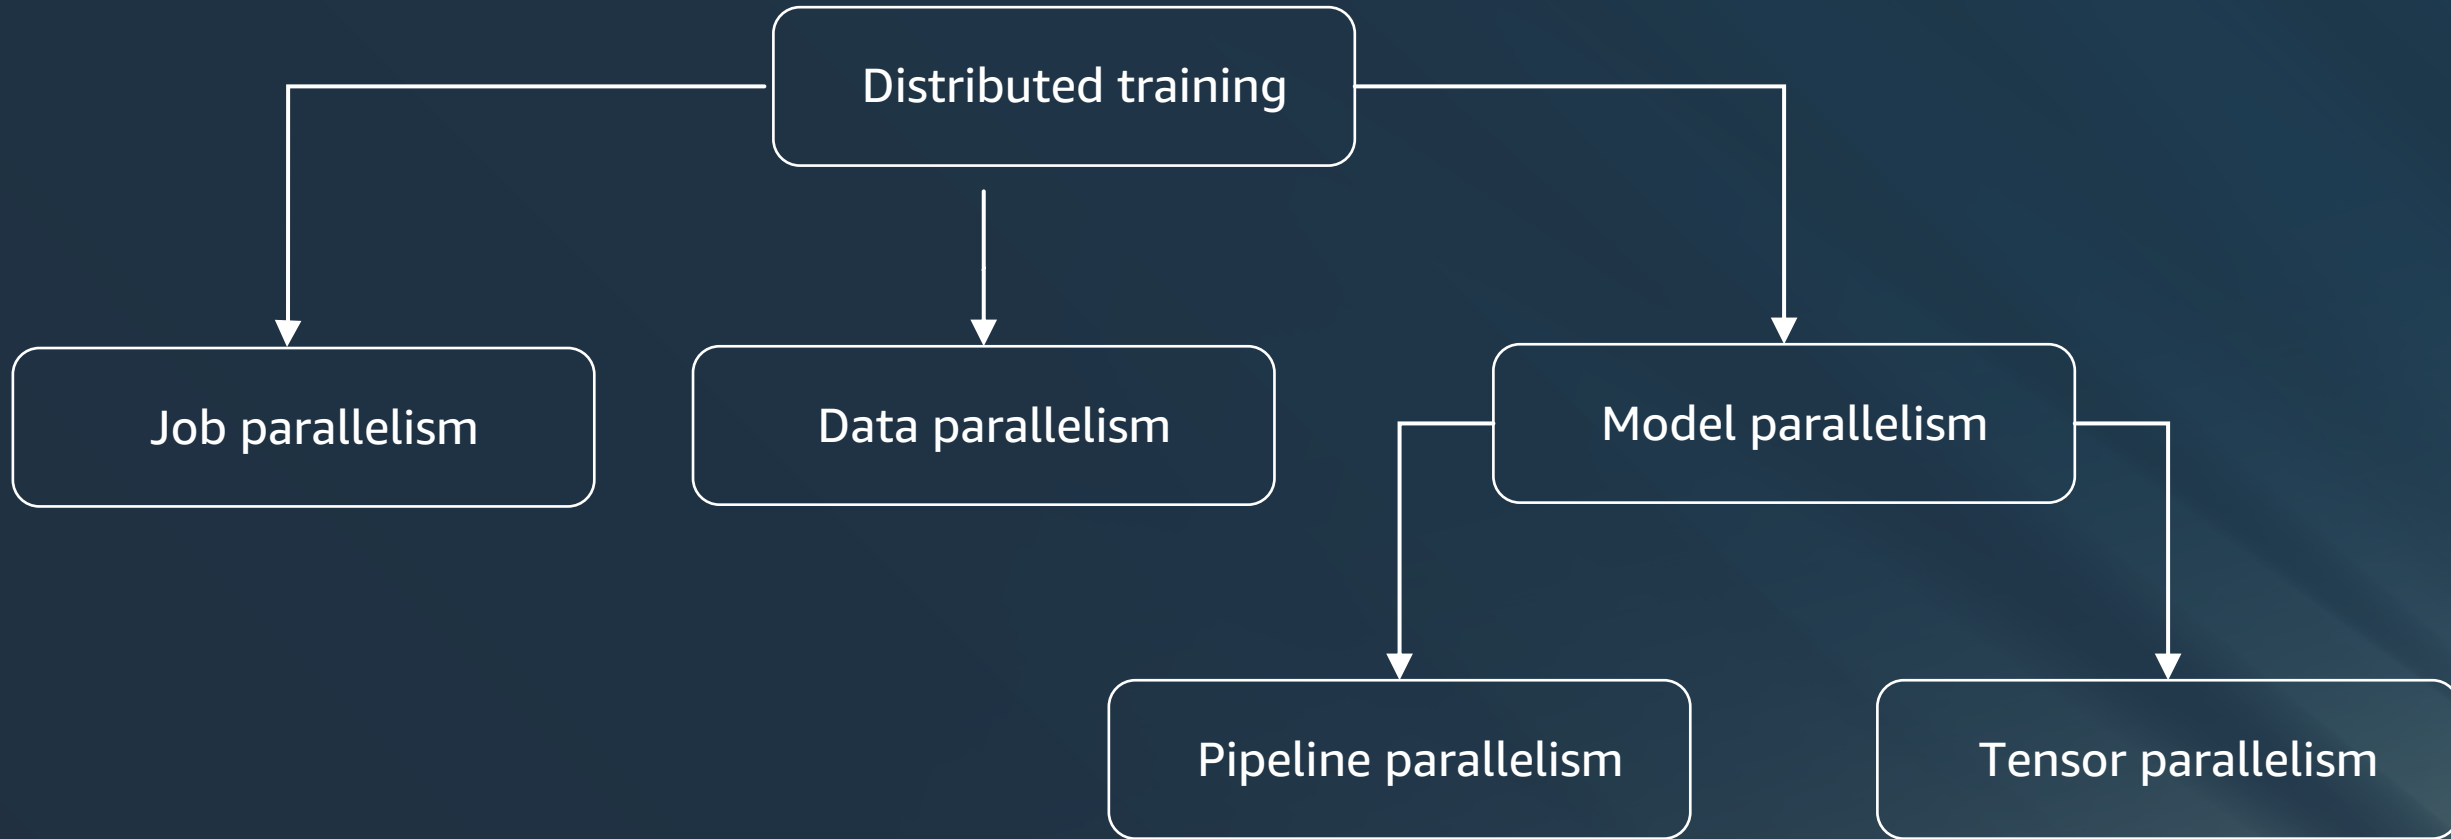 Distributed training
Job parallelism
Data parallelism
Model parallelism
Pipeline parallelism
Tensor parallelism